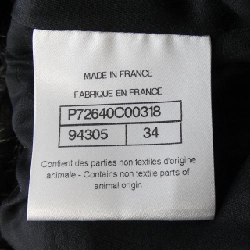 MADE IN FRANCE
FABRIQUE EN FRANCE
P72640C00318
94305 34
Contient des parties non textiles d'origine
animale - Contains non textile parts of
animal origin